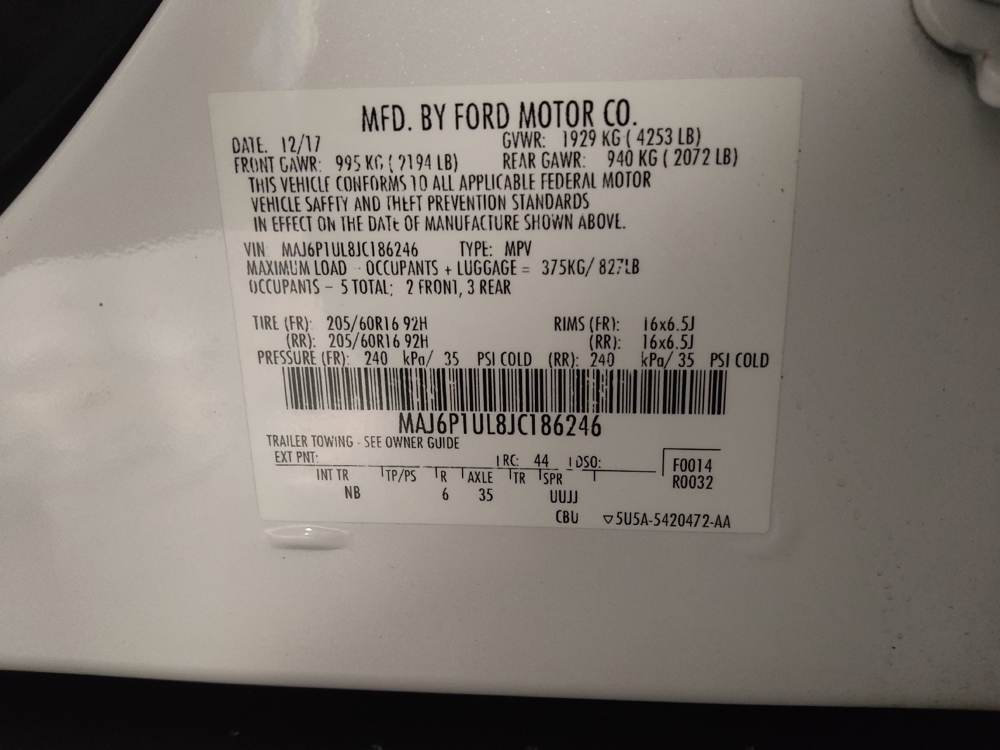 MFD. BY FORD MOTOR CO.
DATE. 12/17 GVWR: 1929 KG ( 4253 LB)
FRONT GAWR: 995 KG ( 2194 LB) REAR GAWR: 940 KG ( 2072 LB)
THIS VEHICLE CONFORMS TO ALL APPLICABLE FEDERAL MOTOR
VEHICLE SAFETY AND THEFT PREVENTION STANDARDS
IN EFFECT ON THE DATE OF MANUFACTURE SHOWN ABOVE.
VIN: MAJ6P1UL8JC186246 TYPE: MPV
MAXIMUM LOAD - OCCUPANTS + LUGGAGE = 375KG/ 827LB
OCCUPANTS - 5 TOTAL; 2 FRONT, 3 REAR
TIRE (FR): 205/60R16 92H RIMS (FR): 16x6.5J
(RR): 205/60R16 92H (RR): 16x6.5J
PRESSURE (FR): 240 kPa/ 35 PSI COLD (RR): 240 kPa/ 35 PSI COLD
MAJ6P1UL8JC186246
TRAILER TOWING - SEE OWNER GUIDE
EXT PNT: RC: 44 DSO: F0014
INT TR TP/PS R AXLE TR SPR R0032
NB 6 35 UUJJ
CBU ▽5U5A-5420472-AA